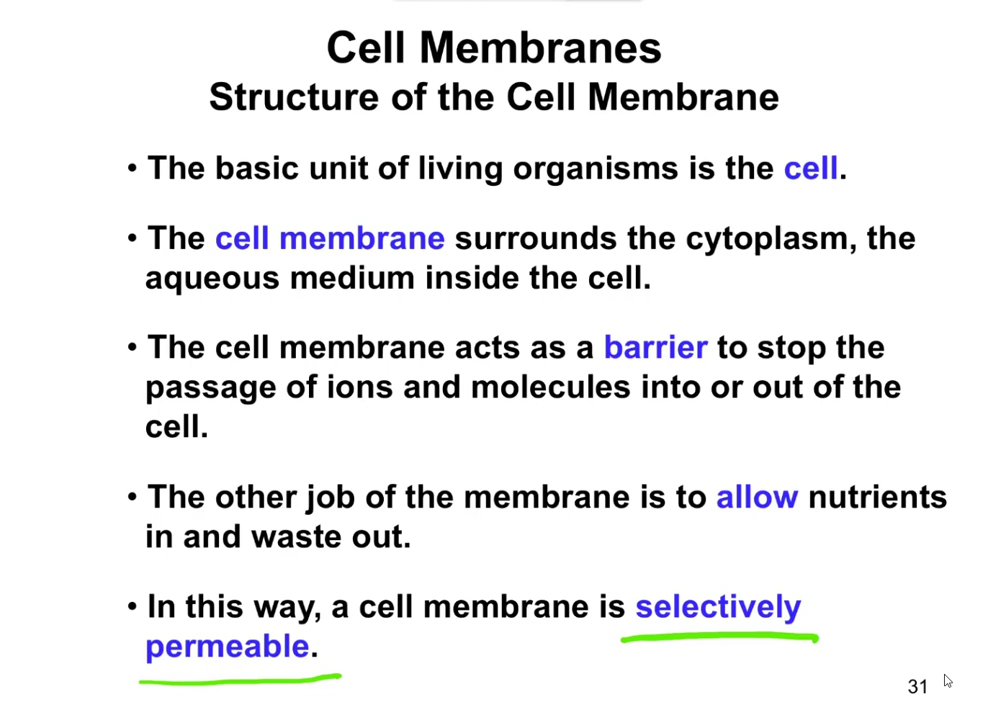 Cell Membranes
Structure of the Cell Membrane
• The basic unit of living organisms is the cell.
• The cell membrane surrounds the cytoplasm, the
aqueous medium inside the cell.
• The cell membrane acts as a barrier to stop the
passage of ions and molecules into or out of the
cell.
• The other job of the membrane is to allow nutrients
in and waste out.
• In this way, a cell membrane is selectively
permeable.
31